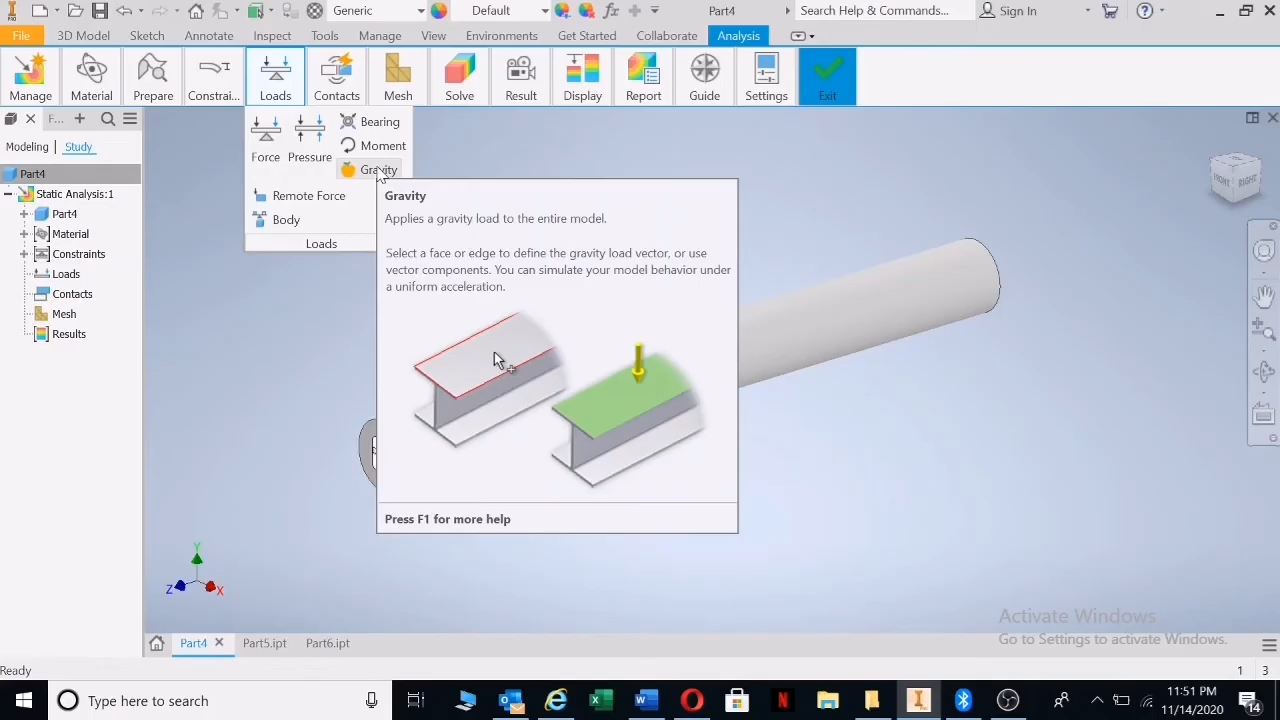 PRO
Generic
Default
Part4
Search Help & Commands...
Sign In
File
3D Model
Sketch
Annotate
Inspect
Tools
Manage
View
Environments
Get Started
Collaborate
Analysis
Manage
Material
Prepare
Constrai...
Loads
Contacts
Mesh
Solve
Result
Display
Report
Guide
Settings
Exit
F...
Modeling
Study
Force
Pressure
Bearing
Moment
Gravity
Remote Force
Body
Loads
Part4
Static Analysis:1
Part4
Material
Constraints
Loads
Contacts
Mesh
Results
Gravity
Applies a gravity load to the entire model.
Select a face or edge to define the gravity load vector, or use
vector components. You can simulate your model behavior under
a uniform acceleration.
Press F1 for more help
FRONT
RIGHT
Y
Z
X
Activate Windows
Go to Settings to activate Windows.
Part4
Part5.ipt
Part6.ipt
Ready
1
3
Type here to search
11:51 PM
11/14/2020
14